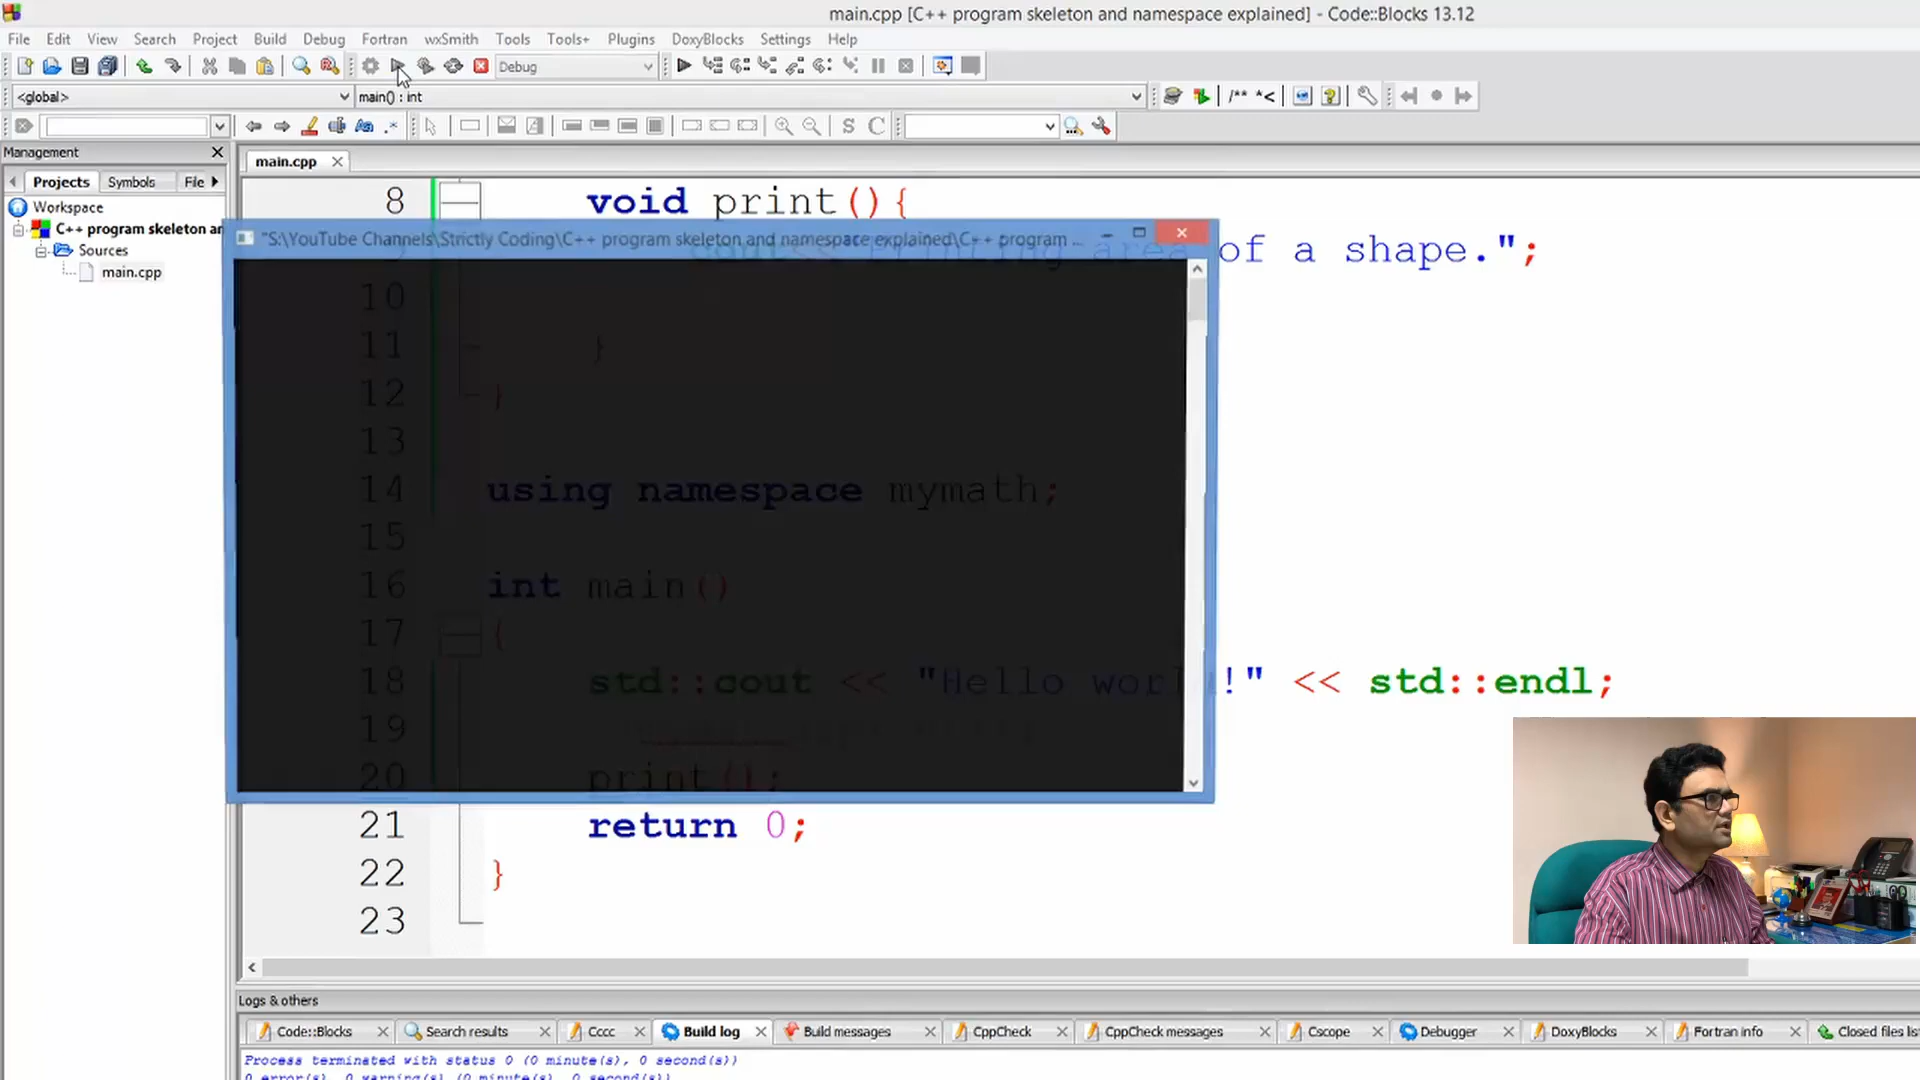 main.cpp [C++ program skeleton and namespace explained] - Code::Blocks 13.12
File Edit View Search Project Build Debug Fortran wxSmith Tools Tools+ Plugins DoxyBlocks Settings Help
Debug
<global> main() : int /** *<
Aa .* S C
Management
main.cpp
Projects Symbols File
Workspace
C++ program skeleton an
Sources
main.cpp
8 void print(){
"S:\YouTube Channels\Strictly Coding\C++ program skeleton and namespace explained\C++ program ...
cout<< "Printing area of a shape.";
10
11 }
12 }
13
14 using namespace mymath;
15
16 int main()
17 {
18 std::cout << "Hello world!" << std::endl;
19
20 print();
21 return 0;
22 }
23
Logs & others
Code::Blocks Search results Cccc Build log Build messages CppCheck CppCheck messages Cscope Debugger DoxyBlocks Fortran info Closed files lis
Process terminated with status 0 (0 minute(s), 0 second(s))
0 error(s), 0 warning(s) (0 minute(s), 0 second(s))